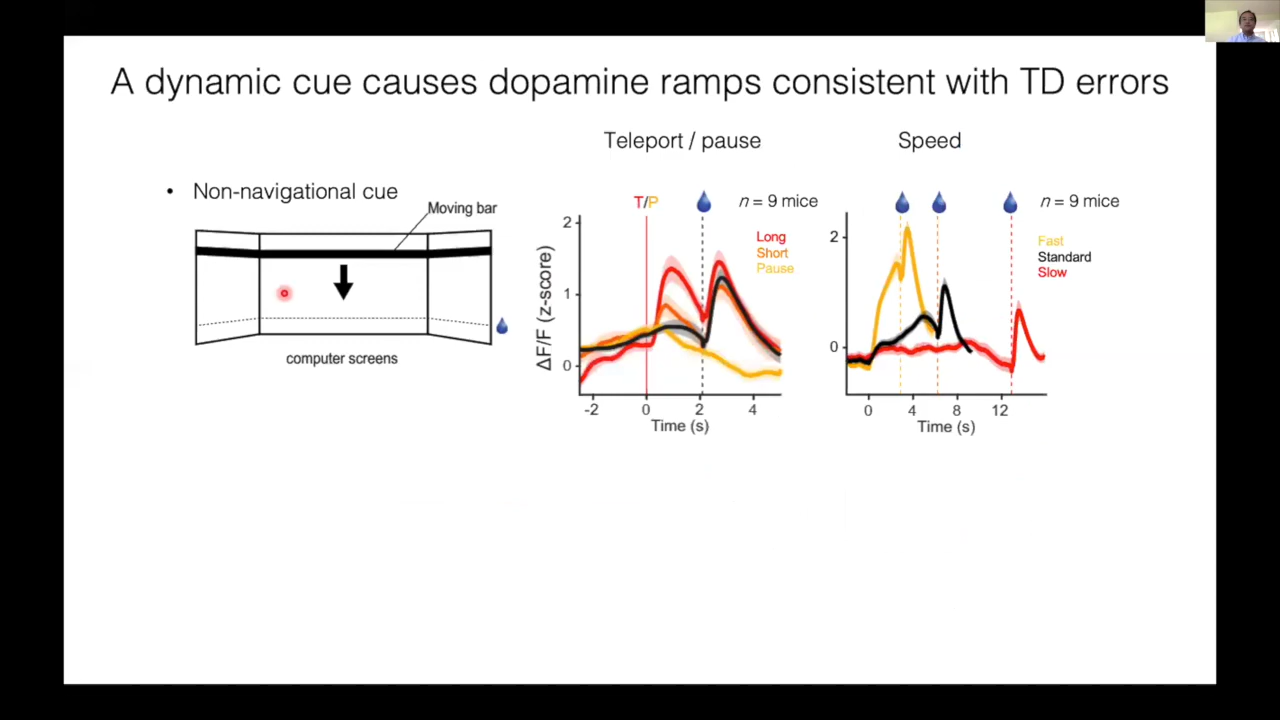 A dynamic cue causes dopamine ramps consistent with TD errors
• Non-navigational cue
Moving bar
computer screens
Teleport / pause
T/P
n = 9 mice
Long
Short
Pause
ΔF/F (z-score)
2
1
0
-2 0 2 4
Time (s)
Speed
n = 9 mice
Fast
Standard
Slow
2
0
0 4 8 12
Time (s)